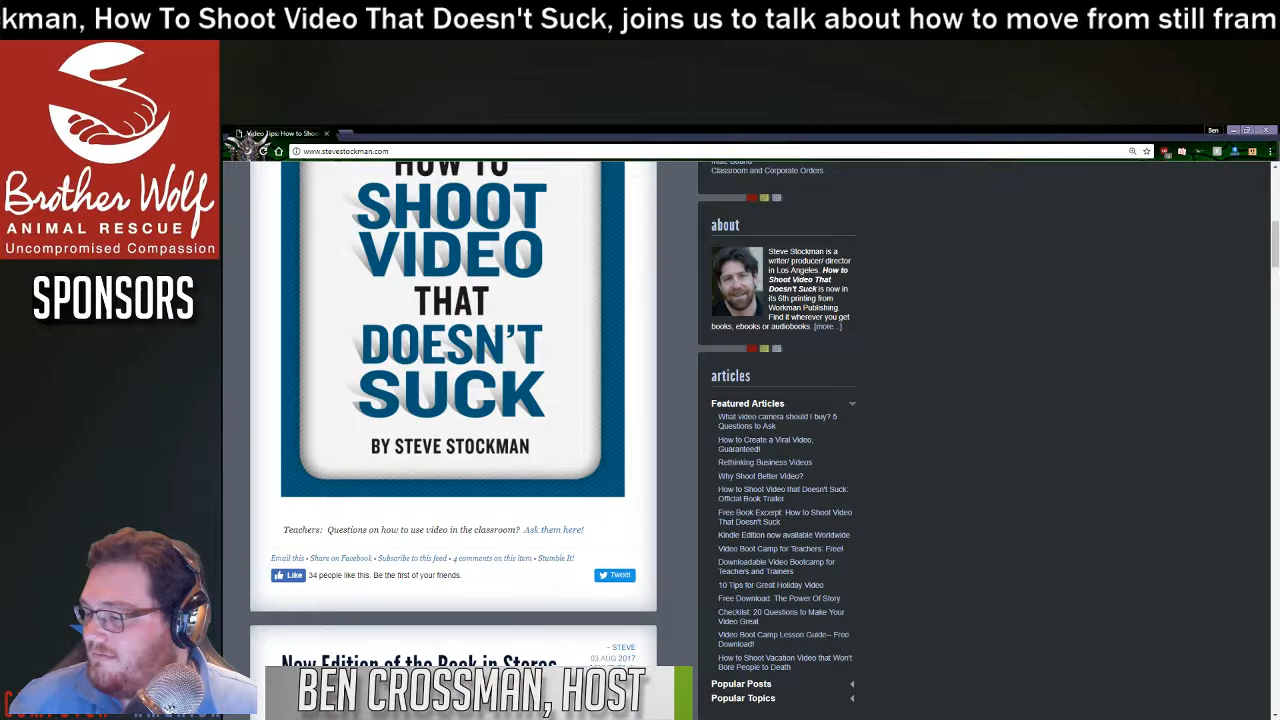 kman, How To Shoot Video That Doesn't Suck, joins us to talk about how to move from still fram
Brother Wolf
ANIMAL RESCUE
Uncompromised Compassion
SPONSORS
Video Tips: How to Shoo
Ben
www.stevestockman.com
HOW TO
SHOOT
VIDEO
THAT
DOESN'T
SUCK
BY STEVE STOCKMAN
Teachers: Questions on how to use video in the classroom? Ask them here!
Email this • Share on Facebook • Subscribe to this feed • 4 comments on this item • Stumble It!
Like 34 people like this. Be the first of your friends.
Tweet
~ STEVE
03 AUG 2017
New Edition of the Book in Stores
BEN CROSSMAN, HOST
Indie Bound
Classroom and Corporate Orders
about
Steve Stockman is a
writer/ producer/ director
in Los Angeles. How to
Shoot Video That
Doesn't Suck is now in
its 6th printing from
Workman Publishing.
Find it wherever you get
books, ebooks or audiobooks. [more...]
articles
Featured Articles
What video camera should I buy? 5
Questions to Ask
How to Create a Viral Video,
Guaranteed!
Rethinking Business Videos
Why Shoot Better Video?
How to Shoot Video that Doesn't Suck:
Official Book Trailer
Free Book Excerpt: How to Shoot Video
That Doesn't Suck
Kindle Edition now available Worldwide
Video Boot Camp for Teachers: Free!
Downloadable Video Bootcamp for
Teachers and Trainers
10 Tips for Great Holiday Video
Free Download: The Power Of Story
Checklist: 20 Questions to Make Your
Video Great
Video Boot Camp Lesson Guide-- Free
Download!
How to Shoot Vacation Video that Won't
Bore People to Death
Popular Posts
Popular Topics